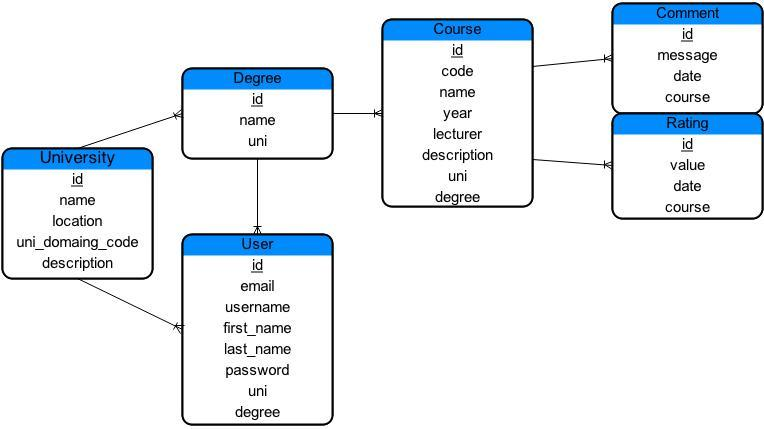 University
id
name
location
uni_domaing_code
description
Degree
id
name
uni
User
id
email
username
first_name
last_name
password
uni
degree
Course
id
code
name
year
lecturer
description
uni
degree
Comment
id
message
date
course
Rating
id
value
date
course